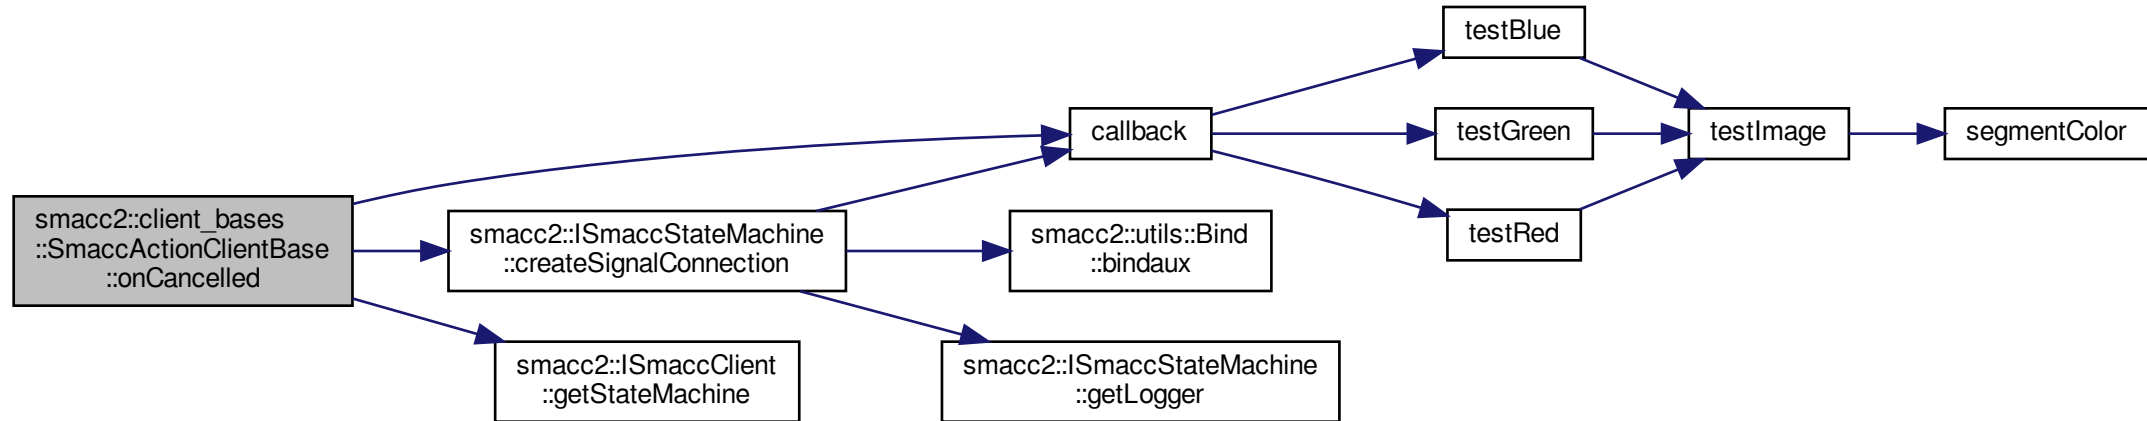 smacc2::client_bases
::SmaccActionClientBase
::onCancelled
smacc2::ISmaccStateMachine
::createSignalConnection
smacc2::ISmaccClient
::getStateMachine
callback
smacc2::utils::Bind
::bindaux
smacc2::ISmaccStateMachine
::getLogger
testBlue
testGreen
testRed
testImage
segmentColor